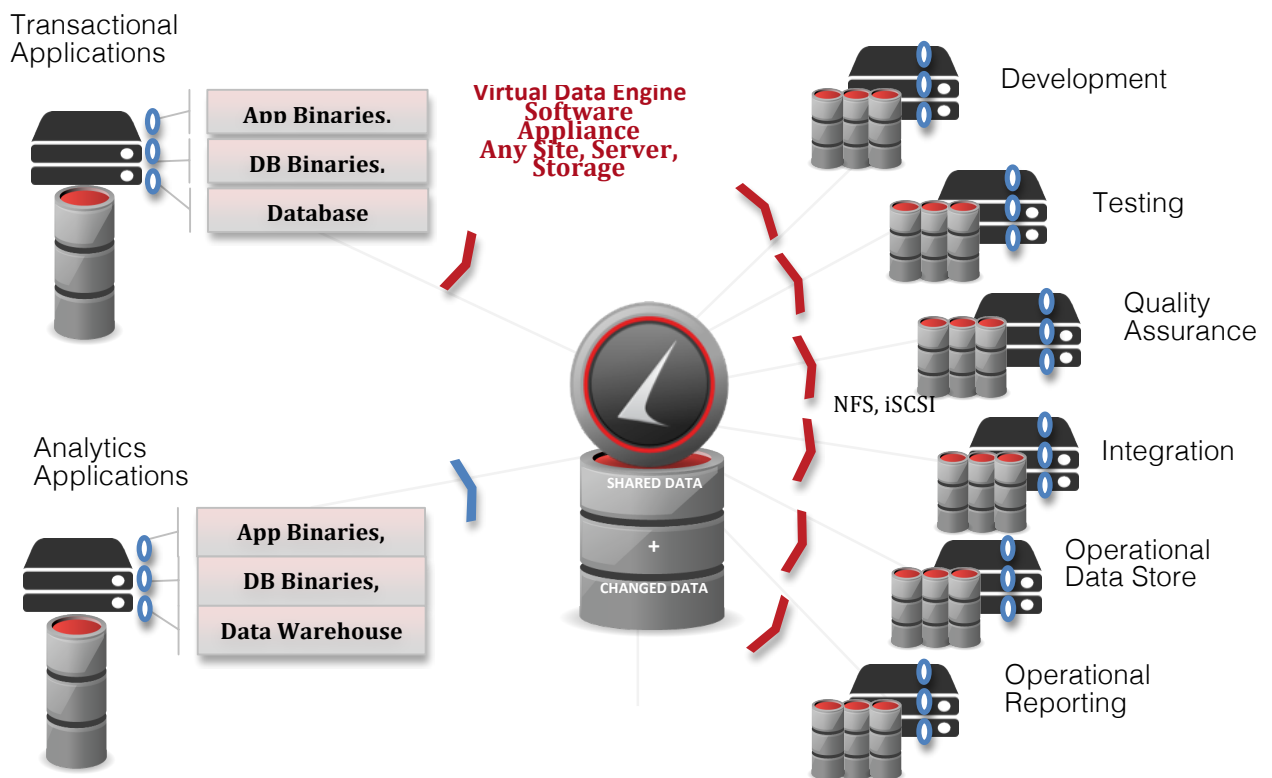 Transactional
Applications
App Binaries.
DB Binaries.
Database
Virtual Data Engine
Software
Appliance
Any Site, Server,
Storage
Analytics
Applications
App Binaries,
DB Binaries,
Data Warehouse
SHARED DATA
+
CHANGED DATA
NFS, iSCSI
Development
Testing
Quality
Assurance
Integration
Operational
Data Store
Operational
Reporting